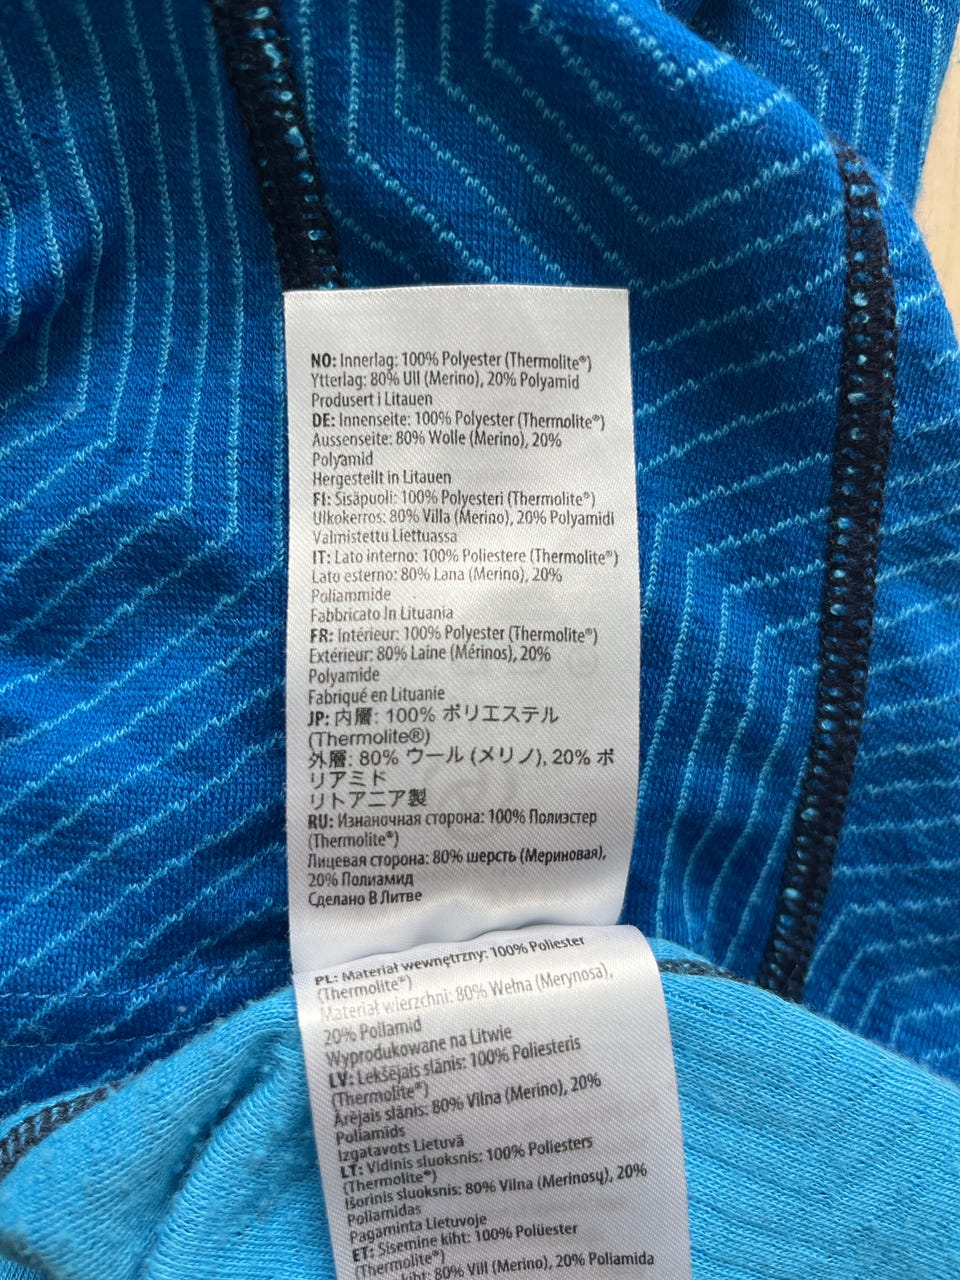 NO: Innerlag: 100% Polyester (Thermolite®)
Ytterlag: 80% Ull (Merino), 20% Polyamid
Produsert i Litauen
DE: Innenseite: 100% Polyester (Thermolite®)
Aussenseite: 80% Wolle (Merino), 20%
Polyamid
Hergestellt in Litauen
FI: Sisäpuoli: 100% Polyesteri (Thermolite®)
Ulkokerros: 80% Villa (Merino), 20% Polyamidi
Valmistettu Liettuassa
IT: Lato interno: 100% Poliestere (Thermolite®)
Lato esterno: 80% Lana (Merino), 20%
Poliammide
Fabbricato In Lituania
FR: Intérieur: 100% Polyester (Thermolite®)
Extérieur: 80% Laine (Mérinos), 20%
Polyamide
Fabriqué en Lituanie
JP: 内層: 100% ポリエステル
(Thermolite®)
外層: 80% ウール (メリノ), 20% ポ
リアミド
リトアニア製
RU: Изнаночная сторона: 100% Полиэстер
(Thermolite®)
Лицевая сторона: 80% шерсть (Мериновая),
20% Полиамид
Сделано В Литве
PL: Materiał wewnętrzny: 100% Poliester
(Thermolite®)
Materiał wierzchni: 80% Wełna (Merynosa),
20% Poliamid
Wyprodukowane na Litwie
LV: Lekšējais slānis: 100% Poliesteris
(Thermolite®)
Ārējais slānis: 80% Vilna (Merino), 20%
Poliamīds
Izgatavots Lietuvā
LT: Vidinis sluoksnis: 100% Poliesters
(Thermolite®)
Išorinis sluoksnis: 80% Vilna (Merinosų), 20%
Poliamidas
Pagaminta Lietuvoje
ET: Sisemine kiht: 100% Polüester
(Thermolite®)
kiht: 80% Vill (Merino), 20% Poliamida